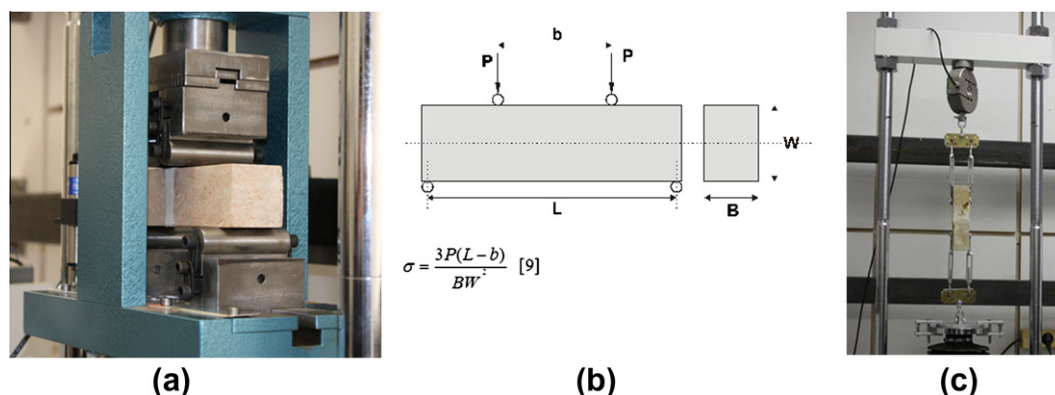 b
P P
W
L
B
σ = 3P(L−b) / BW² [9]
(a) (b) (c)